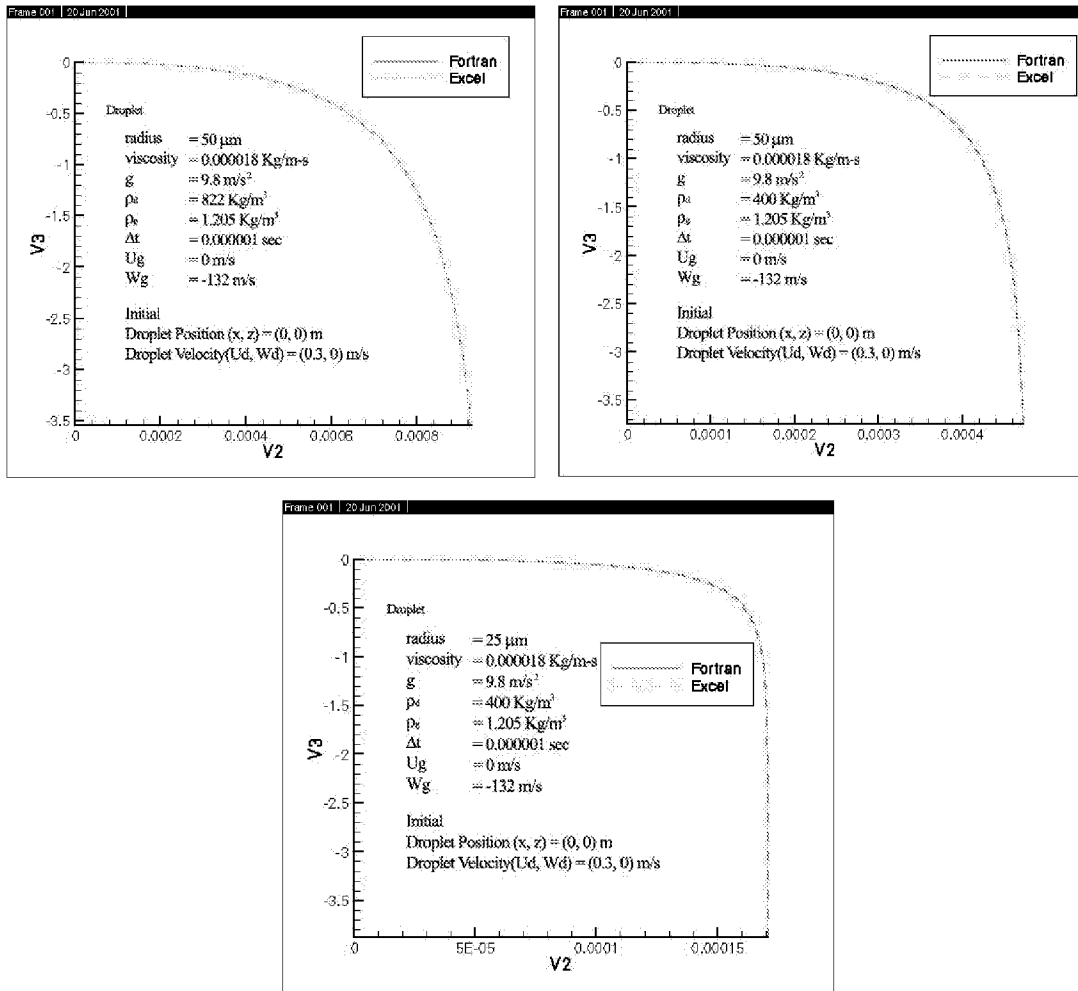 Frame 001 | 20 Jun 2001 |
Fortran
Excel
0
-0.5
-1
-1.5
-2
-2.5
-3
-3.5
V3
Droplet
radius = 50 μm
viscosity = 0.000018 Kg/m-s
g = 9.8 m/s²
ρd = 822 Kg/m³
ρg = 1.205 Kg/m³
Δt = 0.000001 sec
Ug = 0 m/s
Wg = -132 m/s
Initial
Droplet Position (x, z) = (0, 0) m
Droplet Velocity(Ud, Wd) = (0.3, 0) m/s
0 0.0002 0.0004 0.0006 0.0008
V2
Frame 001 | 20 Jun 2001 |
Fortran
Excel
0
-0.5
-1
-1.5
-2
-2.5
-3
-3.5
V3
Droplet
radius = 50 μm
viscosity = 0.000018 Kg/m-s
g = 9.8 m/s²
ρd = 400 Kg/m³
ρg = 1.205 Kg/m³
Δt = 0.000001 sec
Ug = 0 m/s
Wg = -132 m/s
Initial
Droplet Position (x, z) = (0, 0) m
Droplet Velocity(Ud, Wd) = (0.3, 0) m/s
0 0.0001 0.0002 0.0003 0.0004
V2
Frame 001 | 20 Jun 2001 |
0
-0.5
-1
-1.5
-2
-2.5
-3
-3.5
V3
Droplet
radius = 25 μm
viscosity = 0.000018 Kg/m-s
g = 9.8 m/s²
ρd = 400 Kg/m³
ρg = 1.205 Kg/m³
Δt = 0.000001 sec
Ug = 0 m/s
Wg = -132 m/s
Fortran
Excel
Initial
Droplet Position (x, z) = (0, 0) m
Droplet Velocity(Ud, Wd) = (0.3, 0) m/s
0 5E-05 0.0001 0.00015
V2